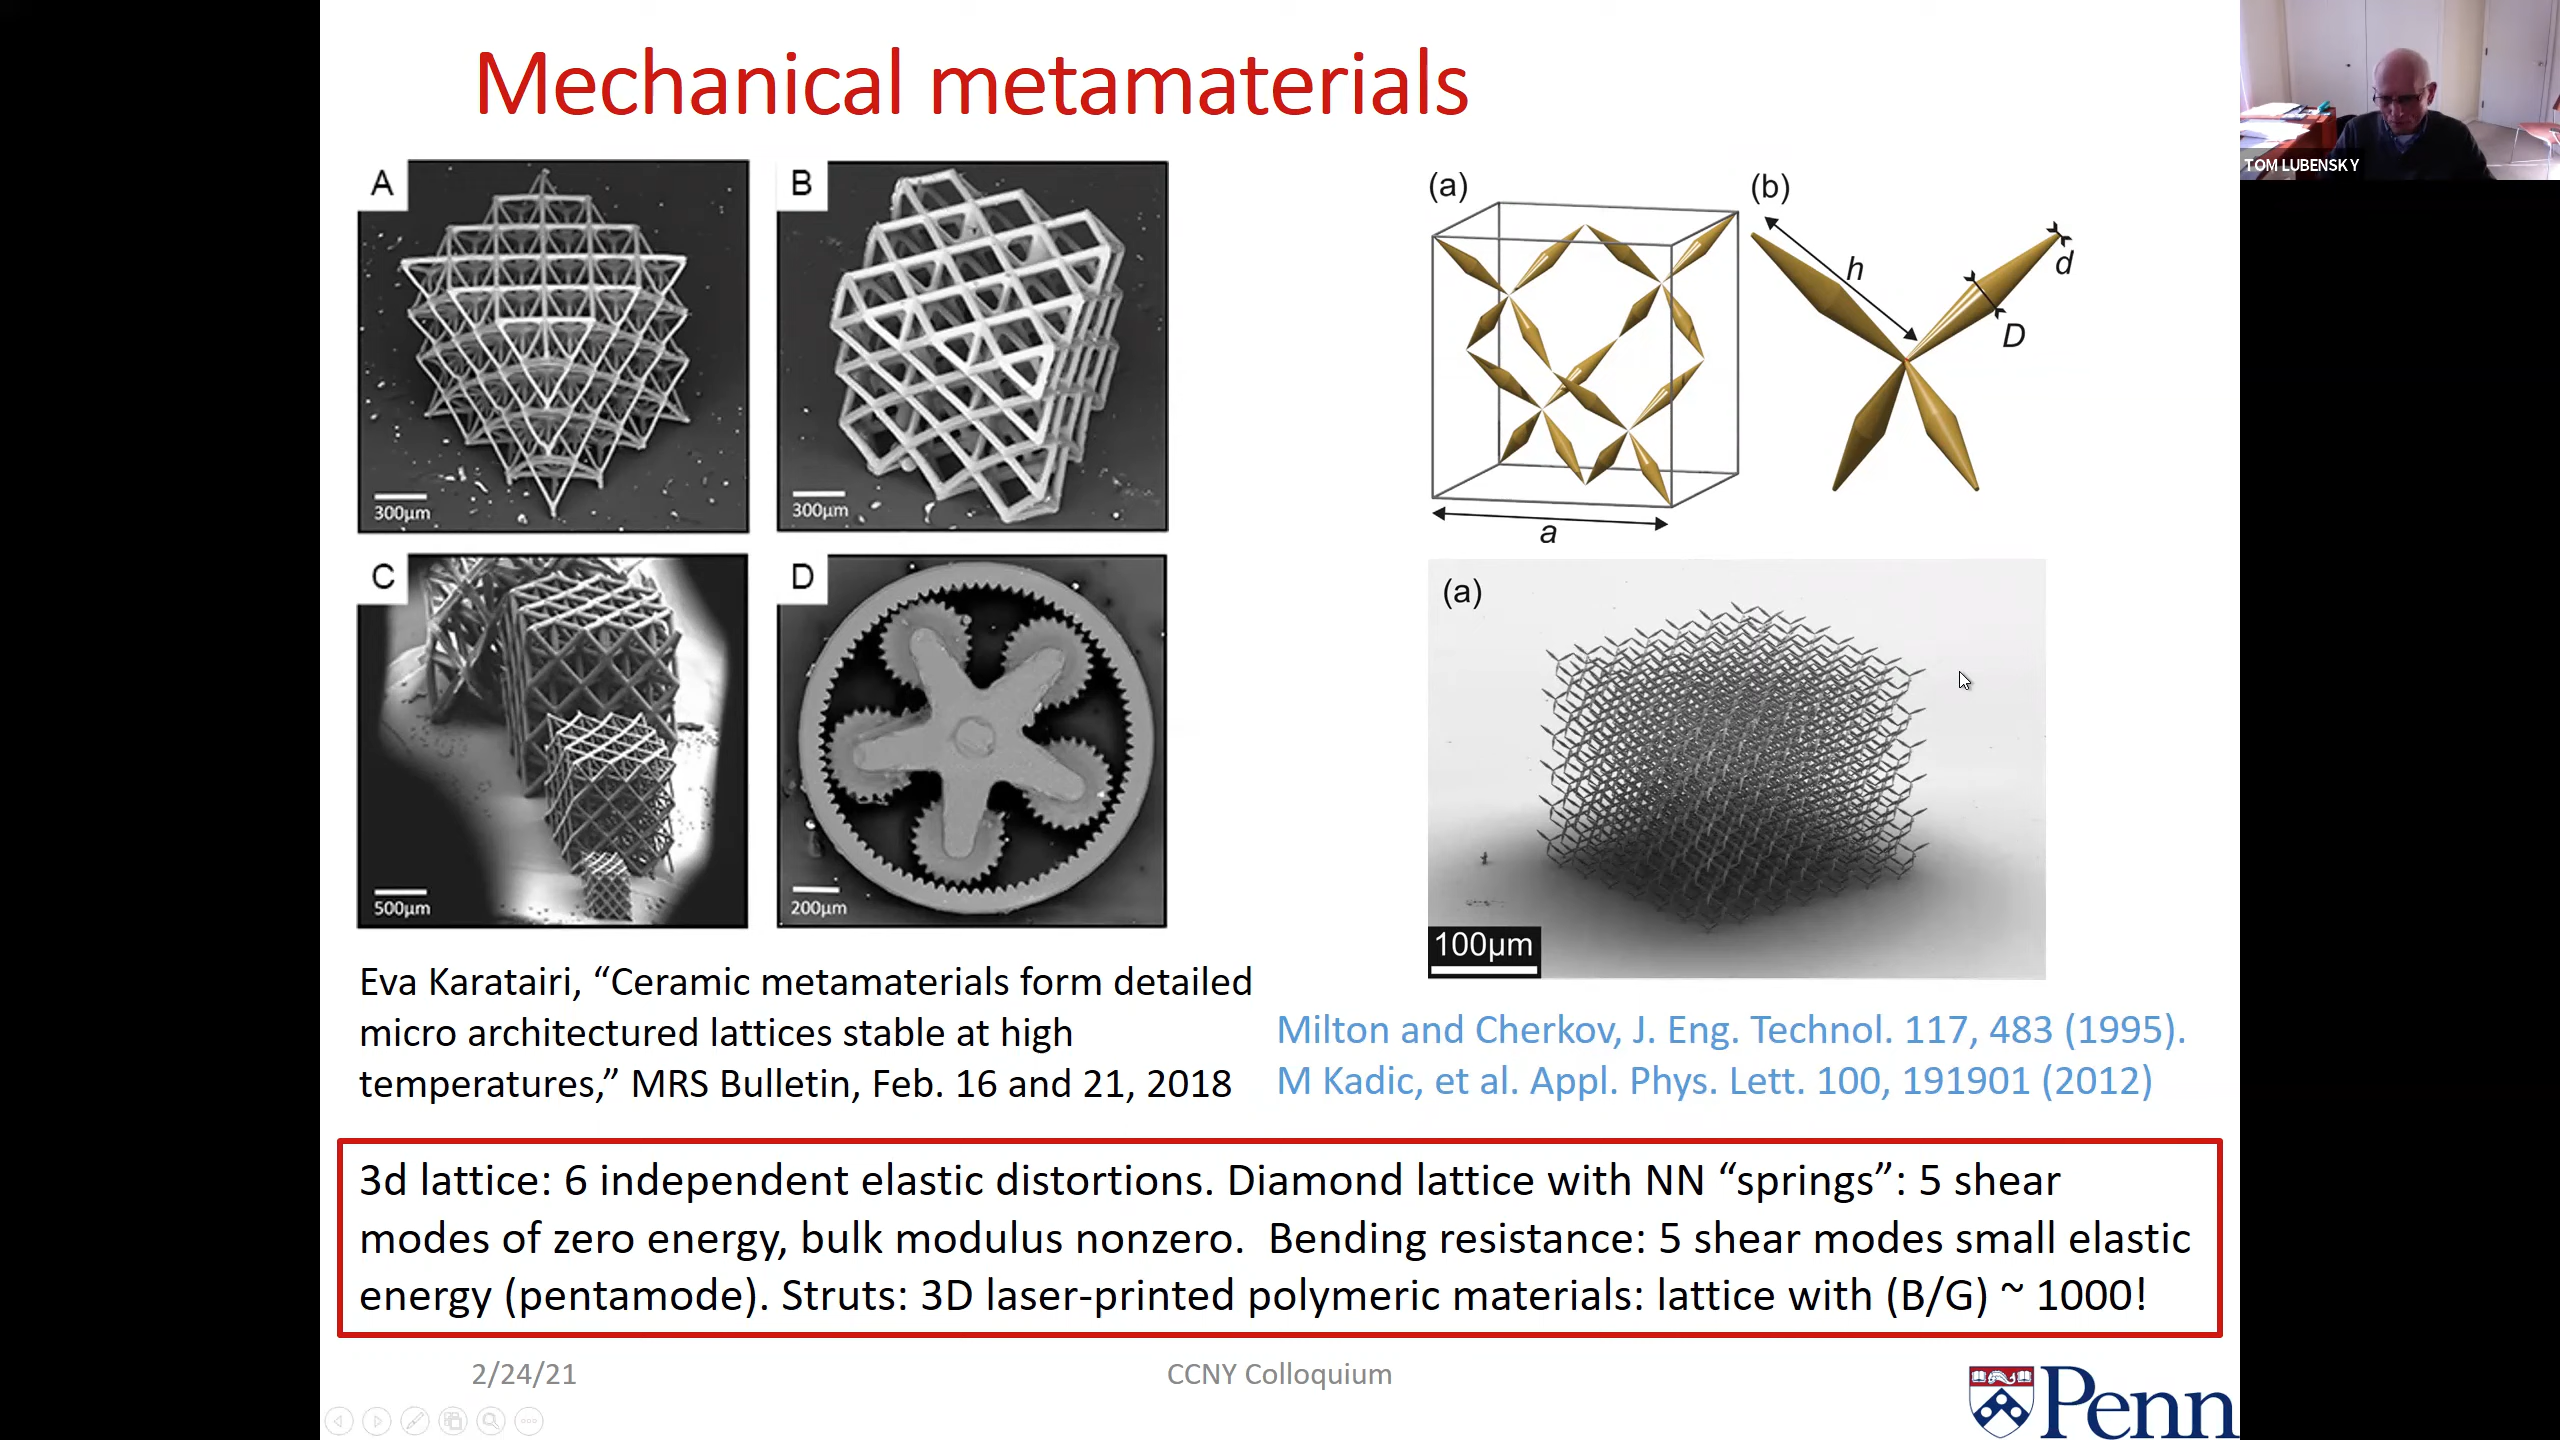 Mechanical metamaterials
TOM LUBENSKY
A
300µm
B
300µm
C
500µm
D
200µm
(a)
a
(b)
h
d
D
(a)
100µm
Eva Karatairi, “Ceramic metamaterials form detailed
micro architectured lattices stable at high
temperatures,” MRS Bulletin, Feb. 16 and 21, 2018
Milton and Cherkov, J. Eng. Technol. 117, 483 (1995).
M Kadic, et al. Appl. Phys. Lett. 100, 191901 (2012)
3d lattice: 6 independent elastic distortions. Diamond lattice with NN “springs”: 5 shear
modes of zero energy, bulk modulus nonzero.  Bending resistance: 5 shear modes small elastic
energy (pentamode). Struts: 3D laser-printed polymeric materials: lattice with (B/G) ~ 1000!
2/24/21
CCNY Colloquium
Penn